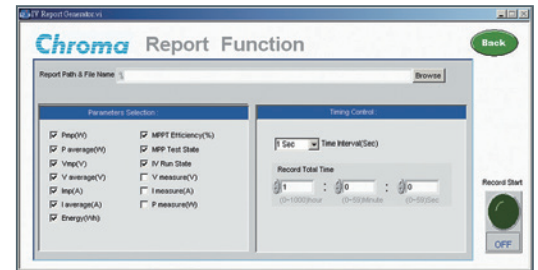 IV Report Generator.vi
Chroma Report Function
Back
Report Path & File Name
Browse
Parameters Selection:
Pmp(W)
P average(W)
Vmp(V)
V average(V)
Imp(A)
I average(A)
Energy(Wh)
MPPT Efficiency(%)
MPP Test State
IV Run State
V measure(V)
I measure(A)
P measure(W)
Timing Control:
1 Sec Time Interval(Sec)
Record Total Time
1 : 0 : 0
(0~1000)hour (0~59)Minute (0~59)Sec
Record Start
OFF